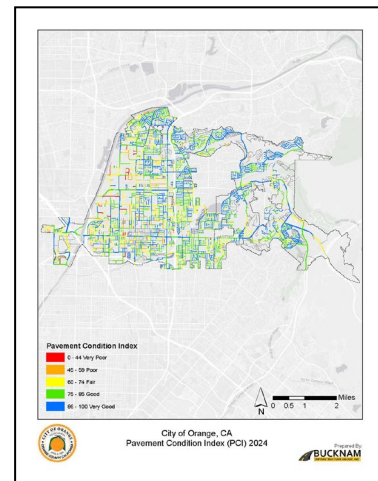 Pavement Condition Index
0 - 44 Very Poor
45 - 59 Poor
60 - 74 Fair
75 - 85 Good
86 - 100 Very Good
Miles
0 0.5 1 2
N
City of Orange, CA
Pavement Condition Index (PCI) 2024
Prepared By
BUCKNAM